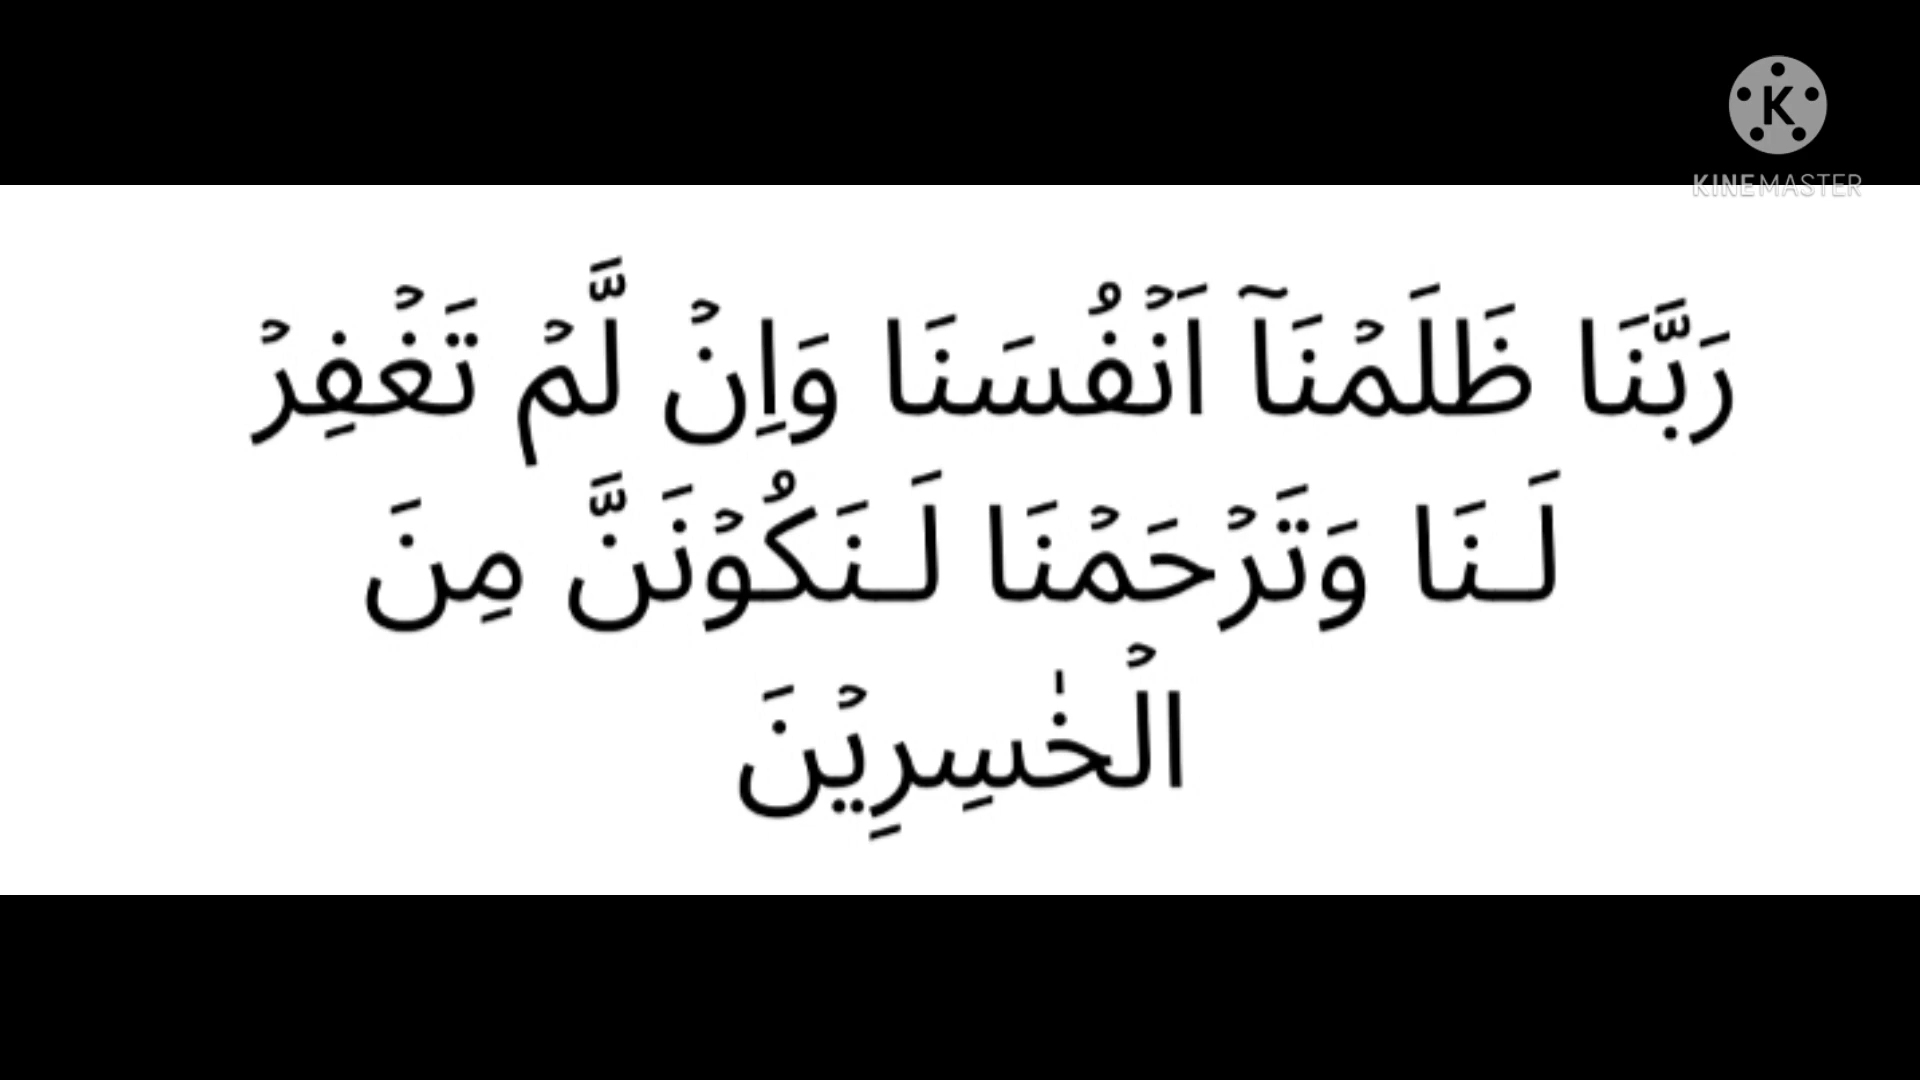 K
KINEMASTER
رَبَّنَا ظَلَمۡنَاۤ اَنۡفُسَنَا وَاِنۡ لَّمۡ تَغۡفِرۡ
لَـنَا وَتَرۡحَمۡنَا لَـنَكُوۡنَنَّ مِنَ
الۡخٰسِرِيۡنَ